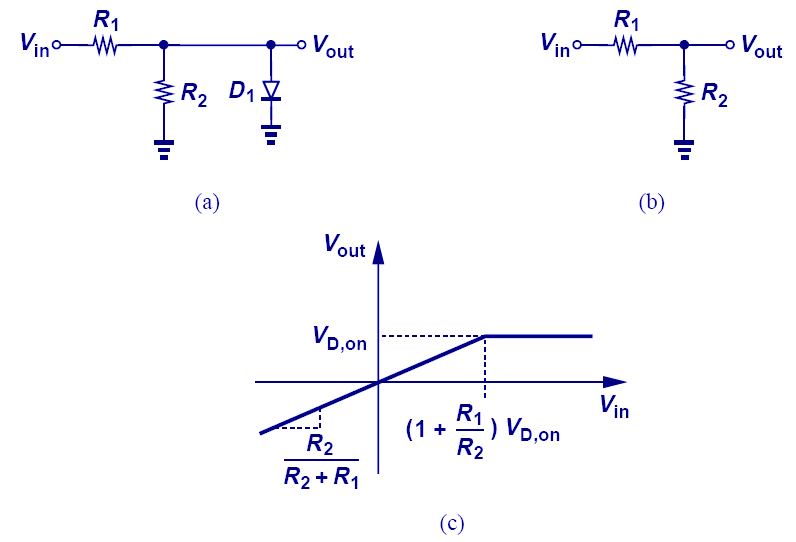 R1
Vin
Vout
R2
D1
(a)
R1
Vin
Vout
R2
(b)
Vout
VD,on
Vin
(1 + R1/R2) VD,on
R2
R2 + R1
(c)